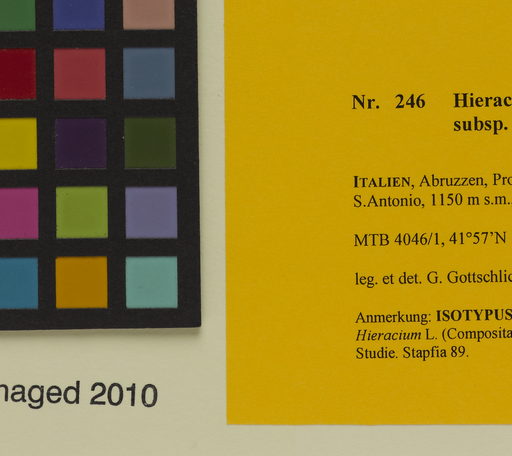 Nr. 246 Hierac
subsp.
ITALIEN, Abruzzen, Pro
S.Antonio, 1150 m s.m.
MTB 4046/1, 41°57'N
leg. et det. G. Gottschlic
Anmerkung: ISOTYPUS
Hieracium L. (Composita
Studie. Stapfia 89.
maged 2010